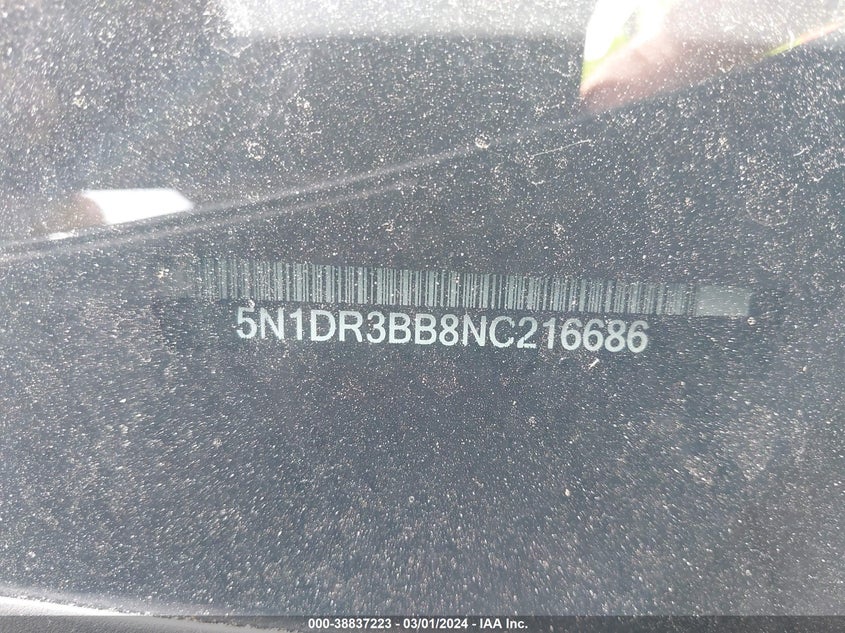 5N1DR3BB8NC216686
000-38837223 - 03/01/2024 - IAA Inc.